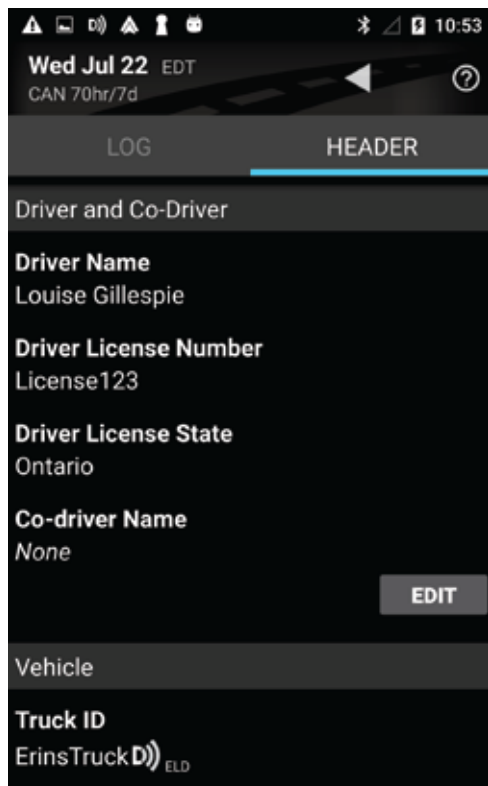 10:53
Wed Jul 22 EDT
CAN 70hr/7d
LOG HEADER
Driver and Co-Driver
Driver Name
Louise Gillespie
Driver License Number
License123
Driver License State
Ontario
Co-driver Name
None
EDIT
Vehicle
Truck ID
ErinsTruck D)) ELD